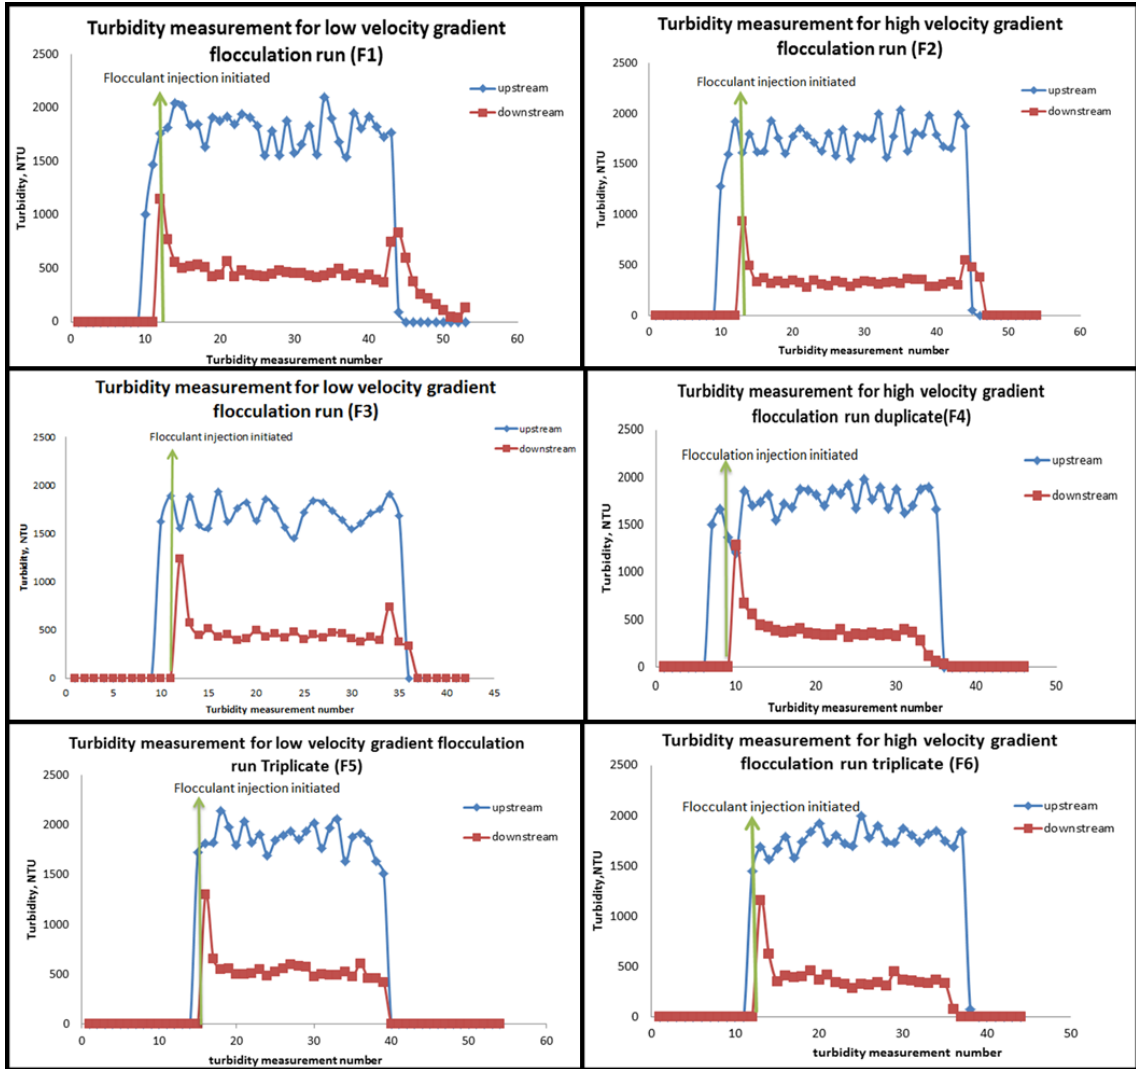 Turbidity measurement for low velocity gradient
flocculation run (F1)
Flocculant injection initiated
upstream
downstream
Turbidity, NTU
2500
2000
1500
1000
500
0
0 10 20 30 40 50 60
Turbidity measurement number
Turbidity measurement for high velocity gradient
flocculation run (F2)
Flocculant injection initiated
upstream
downstream
Turbidity, NTU
2500
2000
1500
1000
500
0
0 10 20 30 40 50 60
Turbidity measurement number
Turbidity measurement for low velocity gradient
flocculation run (F3)
Flocculant injection initiated
upstream
downstream
Turbidity, NTU
2500
2000
1500
1000
500
0
0 5 10 15 20 25 30 35 40 45
Turbidity measurement number
Turbidity measurement for high velocity gradient
flocculation run duplicate(F4)
Flocculation injection initiated
upstream
downstream
Turbidity, NTU
2500
2000
1500
1000
500
0
0 10 20 30 40 50
Turbidity measurement number
Turbidity measurement for low velocity gradient flocculation
run Triplicate (F5)
Flocculant injection initiated
upstream
downstream
Turbidity, NTU
2500
2000
1500
1000
500
0
0 10 20 30 40 50 60
turbidity measurement number
Turbidity measurement for high velocity gradient
flocculation run triplicate (F6)
Flocculant injection initiated
upstream
downstream
Turbidity,NTU
2500
2000
1500
1000
500
0
0 10 20 30 40 50
turbidity measurement number